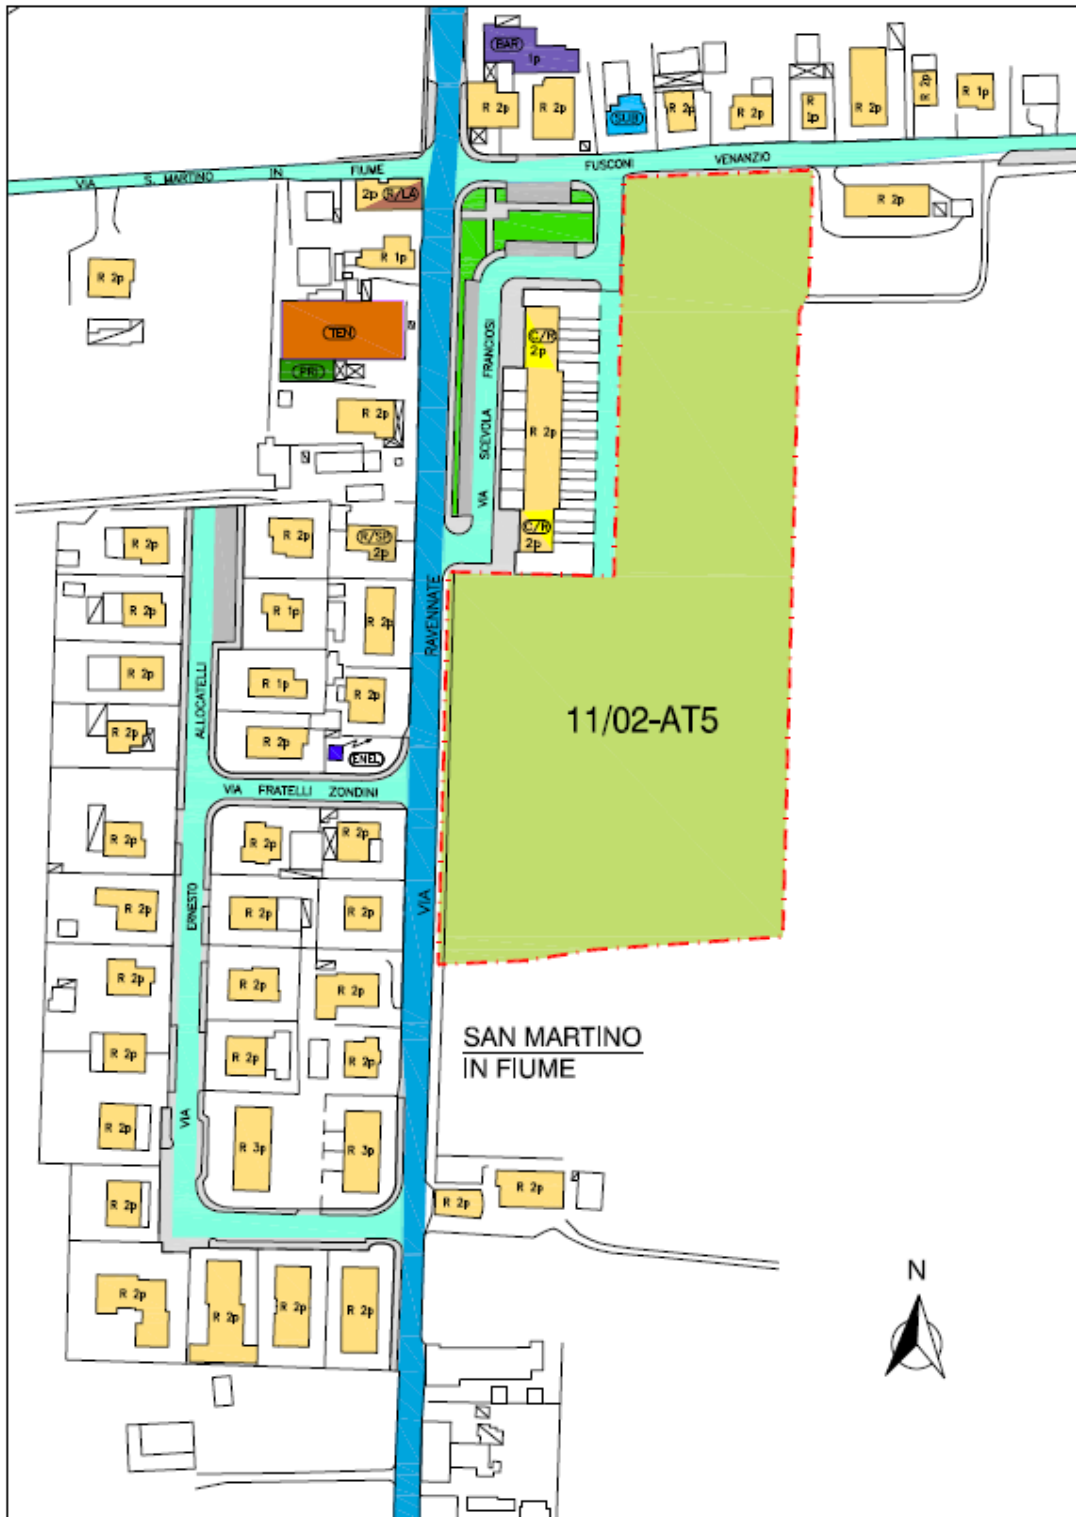 BAR
1p
R 2p
R 2p
SUB
R 2p
R 2p
R 1p
R 2p
R 2p
R 1p
VIA S. MARTINO IN FIUME
FUSCONI VENANZIO
2p R/LA
R 2p
R 1p
R 2p
TEN
PRI
C/R
2p
VIA SCEVOLA FRANCIOSI
R 2p
R 2p
C/R
2p
R 2p
R 2p
R/SP
2p
R 2p
R 1p
R 2p
VIA RAVENNATE
R 2p
R 1p
R 2p
11/02-AT5
R 2p
R 2p
ENEL
VIA FRATELLI ZONDINI
VIA ERNESTO ALLOCATELLI
R 2p
R 2p
R 2p
R 2p
R 2p
R 2p
R 2p
R 2p
R 2p
SAN MARTINO
IN FIUME
R 2p
R 2p
R 2p
R 2p
R 3p
R 3p
R 2p
R 2p
R 2p
R 2p
R 2p
R 2p
R 2p
N